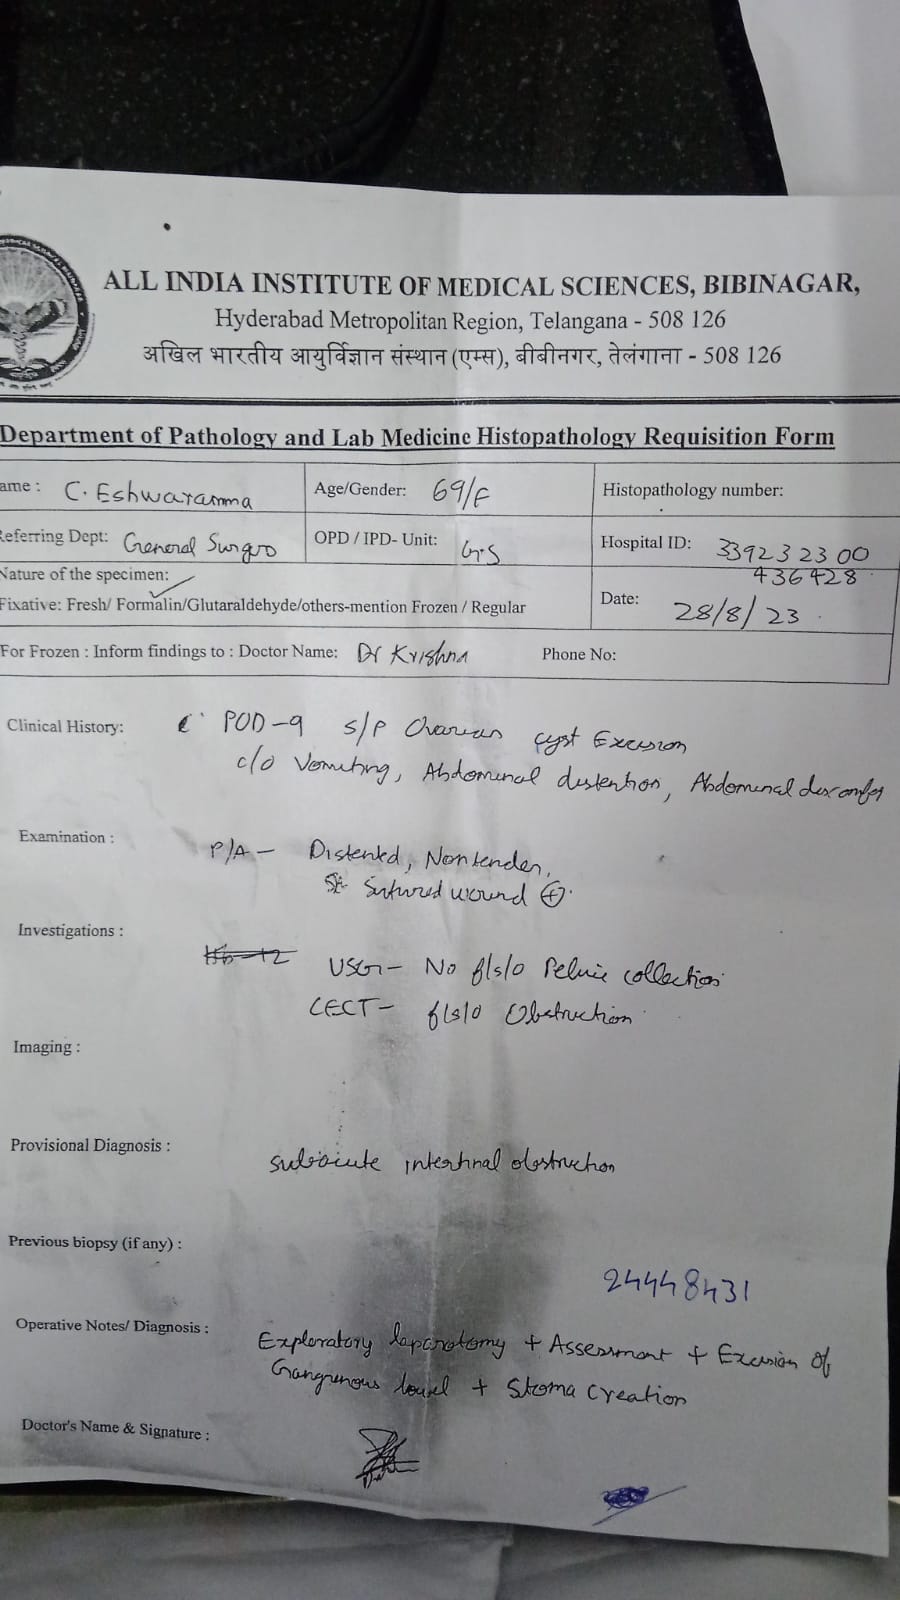 ALL INDIA INSTITUTE OF MEDICAL SCIENCES, BIBINAGAR,
Hyderabad Metropolitan Region, Telangana - 508 126
अखिल भारतीय आयुर्विज्ञान संस्थान (एम्स), बीबीनगर, तेलंगाना - 508 126
Department of Pathology and Lab Medicine Histopathology Requisition Form
ame : C. Eshwaramma Age/Gender: 69/F Histopathology number:
Referring Dept: General Surgery OPD / IPD- Unit: GS Hospital ID: 339232300
436428
Nature of the specimen:
Fixative: Fresh/ Formalin/Glutaraldehyde/others-mention Frozen / Regular Date: 28/8/23
For Frozen : Inform findings to : Doctor Name: Dr Krishna Phone No:
Clinical History: POD-9 S/P Ovarian cyst Excision
c/o Vomiting, Abdominal distention, Abdominal discomfor
Examination : P/A - Distented, Nontender,
Sutured wound +
Investigations :
USG - No f/s/o Pelvic collection
CECT - f/s/o Obstruction
Imaging :
Provisional Diagnosis : subacute intestinal obstruction
Previous biopsy (if any) :
24448431
Operative Notes/ Diagnosis : Exploratory laparotomy + Assessment + Excision of
Gangrenous bowel + Stoma Creation
Doctor's Name & Signature :